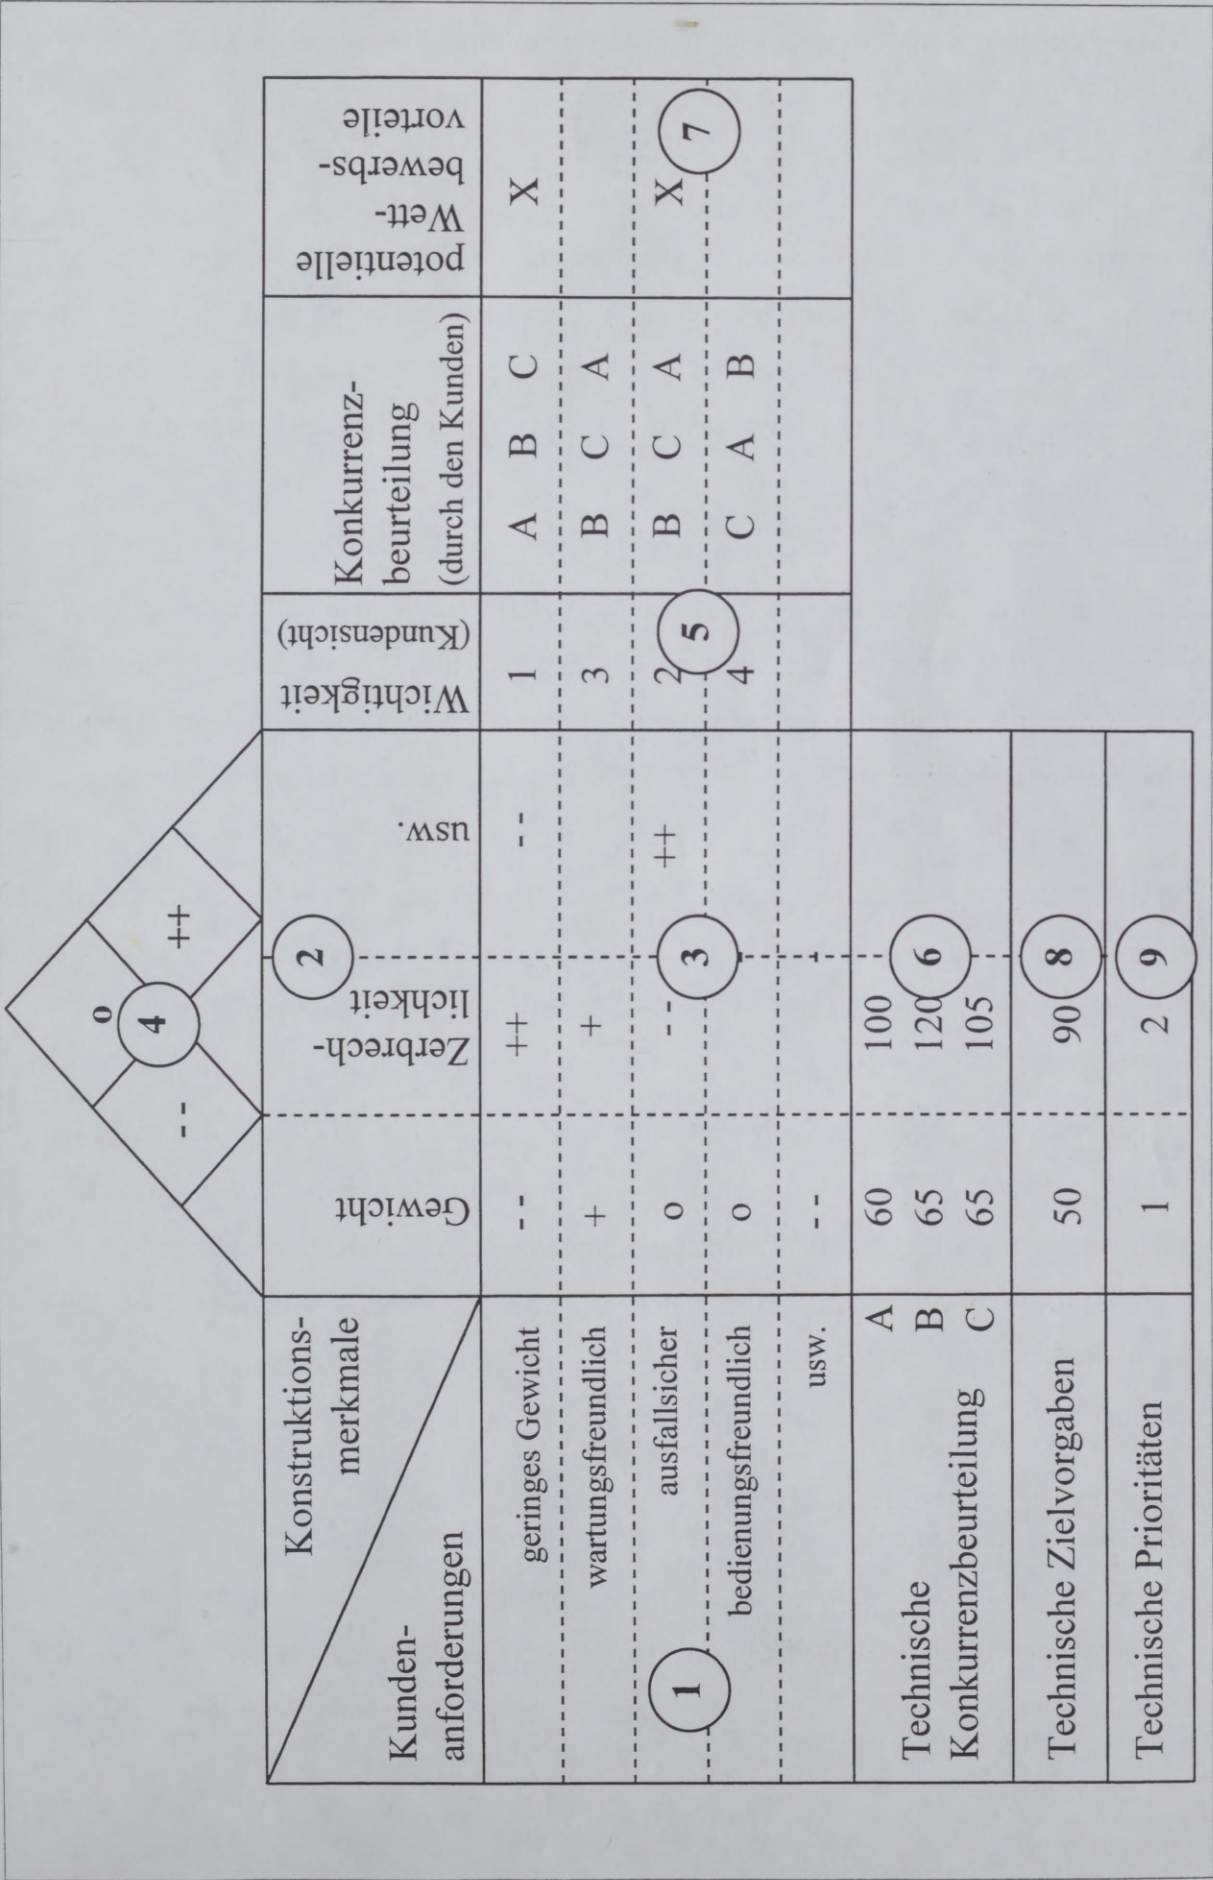 o
4
- -
++
Konstruktions-
merkmale
Kunden-
anforderungen
Gewicht
Zerbrech-
lichkeit
2
usw.
Wichtigkeit
(Kundensicht)
Konkurrenz-
beurteilung
(durch den Kunden)
potentielle
Wett-
bewerbs-
vorteile
geringes Gewicht - - ++ - - 1 A B C X
wartungsfreundlich + + 3 B C A
ausfallsicher o - - ++ 2 B C A X
1 3 5 7
bedienungsfreundlich o - 4 C A B
usw. - - -
Technische
Konkurrenzbeurteilung
A 60 100
B 65 120 6
C 65 105
Technische Zielvorgaben 50 90 8
Technische Prioritäten 1 2 9